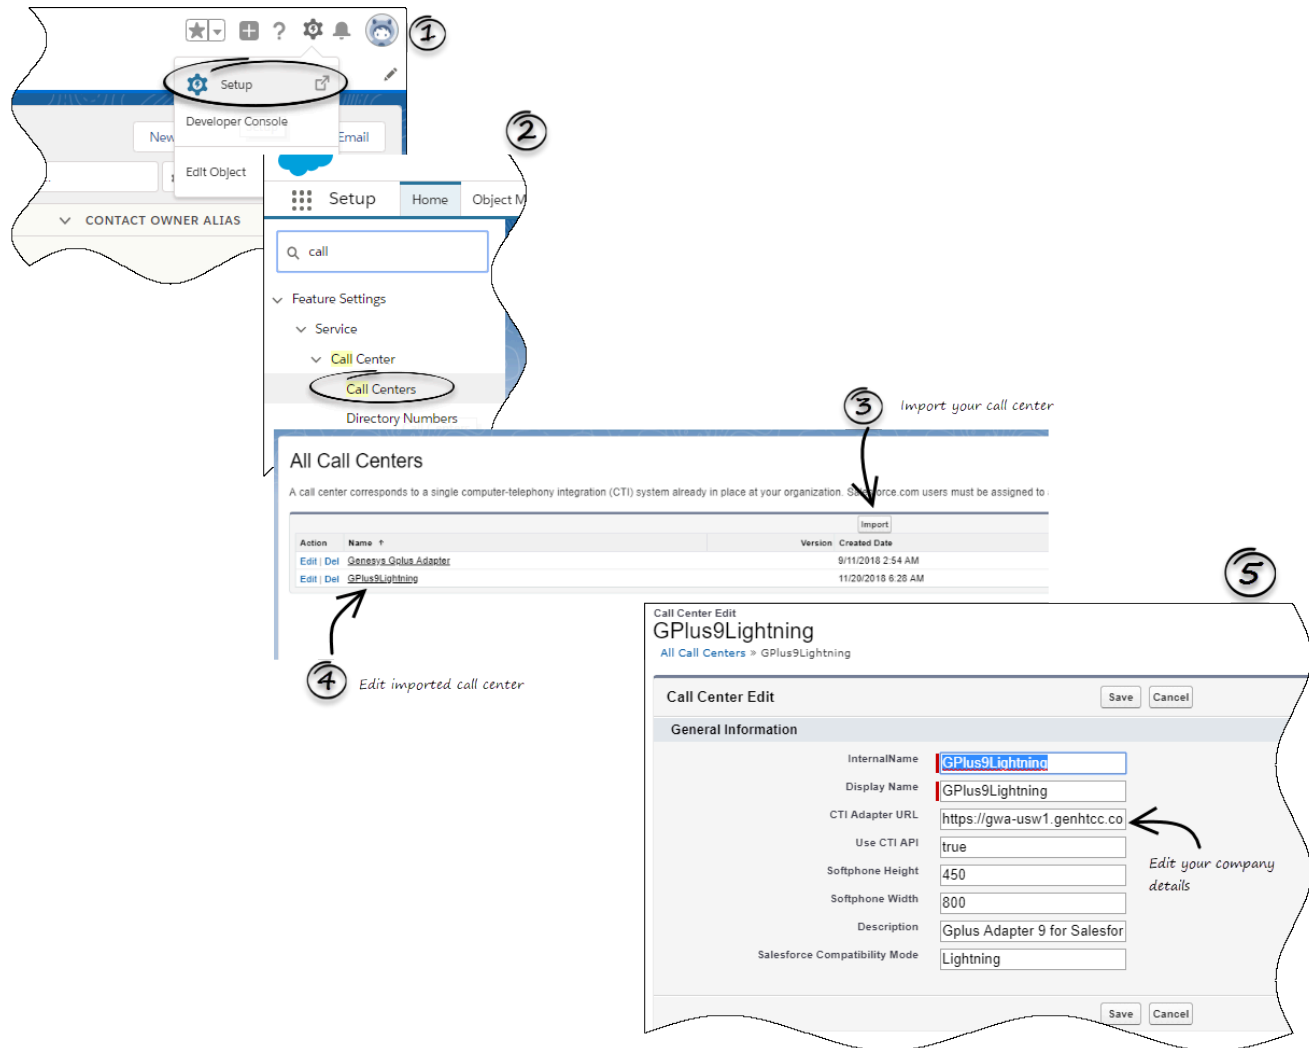 1
Setup
Developer Console
New
Email
Edit Object
CONTACT OWNER ALIAS
2
Setup Home Object M
call
Feature Settings
Service
Call Center
Call Centers
Directory Numbers
3 Import your call center
All Call Centers
A call center corresponds to a single computer-telephony integration (CTI) system already in place at your organization. Salesforce.com users must be assigned to
Import
Action Name ↑ Version Created Date
Edit | Del Genesys Gplus Adapter 9/11/2018 2:54 AM
Edit | Del GPlus9Lightning 11/20/2018 6:28 AM
4 Edit imported call center
5
Call Center Edit
GPlus9Lightning
All Call Centers » GPlus9Lightning
Call Center Edit Save Cancel
General Information
InternalName GPlus9Lightning
Display Name GPlus9Lightning
CTI Adapter URL https://gwa-usw1.genhtcc.co
Use CTI API true
Softphone Height 450
Softphone Width 800
Description Gplus Adapter 9 for Salesfor
Salesforce Compatibility Mode Lightning
Edit your company
details
Save Cancel